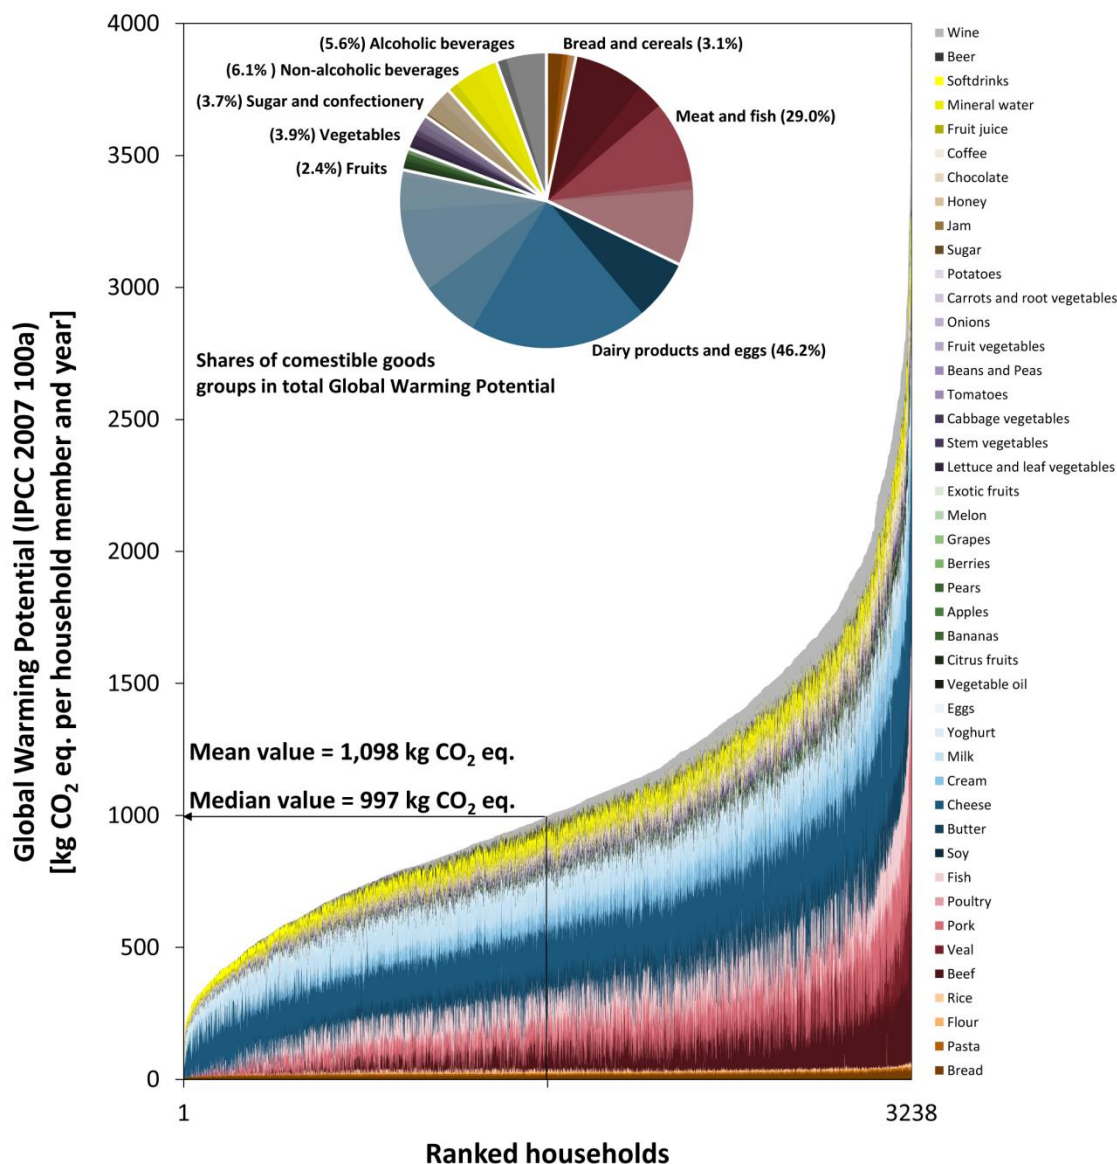 4000
3500
3000
2500
2000
1500
1000
500
0
Global Warming Potential (IPCC 2007 100a)
[kg CO2 eq. per household member and year]
(5.6%) Alcoholic beverages
(6.1% ) Non-alcoholic beverages
(3.7%) Sugar and confectionery
(3.9%) Vegetables
(2.4%) Fruits
Bread and cereals (3.1%)
Meat and fish (29.0%)
Dairy products and eggs (46.2%)
Shares of comestible goods
groups in total Global Warming Potential
Mean value = 1,098 kg CO2 eq.
Median value = 997 kg CO2 eq.
1
3238
Ranked households
Wine
Beer
Softdrinks
Mineral water
Fruit juice
Coffee
Chocolate
Honey
Jam
Sugar
Potatoes
Carrots and root vegetables
Onions
Fruit vegetables
Beans and Peas
Tomatoes
Cabbage vegetables
Stem vegetables
Lettuce and leaf vegetables
Exotic fruits
Melon
Grapes
Berries
Pears
Apples
Bananas
Citrus fruits
Vegetable oil
Eggs
Yoghurt
Milk
Cream
Cheese
Butter
Soy
Fish
Poultry
Pork
Veal
Beef
Rice
Flour
Pasta
Bread